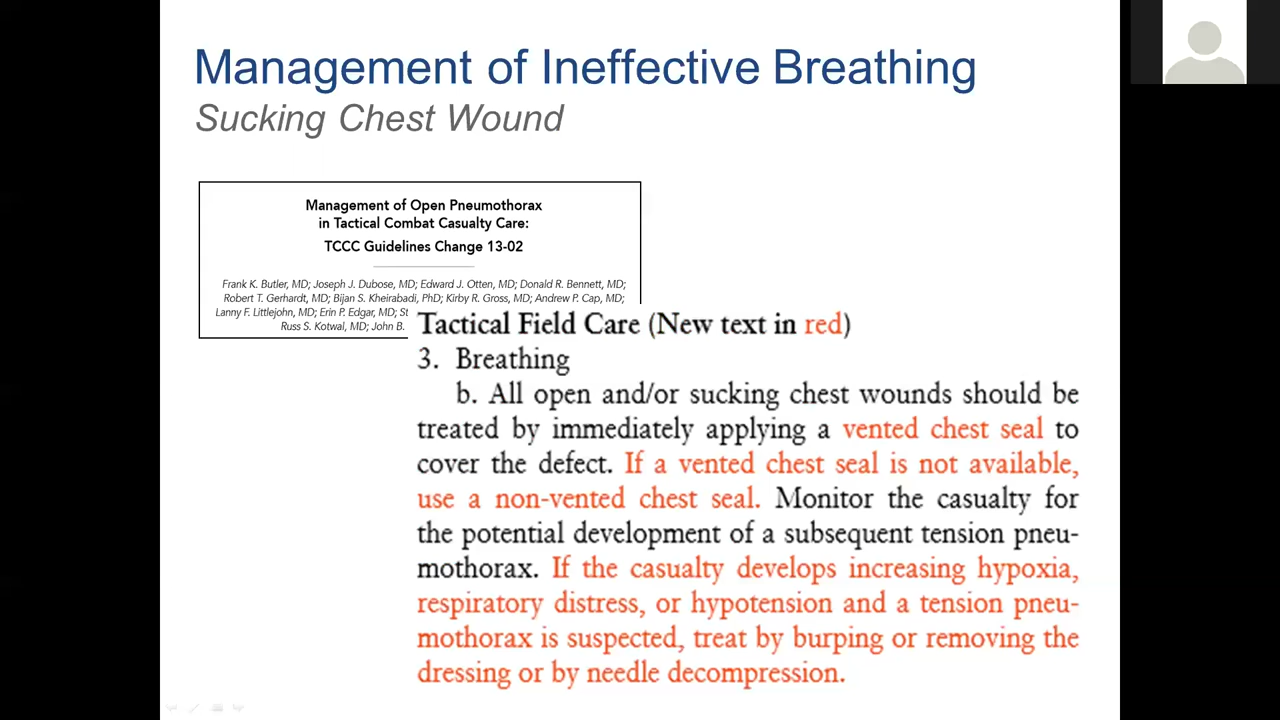 Management of Ineffective Breathing
Sucking Chest Wound
Management of Open Pneumothorax
in Tactical Combat Casualty Care:
TCCC Guidelines Change 13-02
Frank K. Butler, MD; Joseph J. Dubose, MD; Edward J. Otten, MD; Donald R. Bennett, MD;
Robert T. Gerhardt, MD; Bijan S. Kheirabadi, PhD; Kirby R. Gross, MD; Andrew P. Cap, MD;
Lanny F. Littlejohn, MD; Erin P. Edgar, MD;
Russ S. Kotwal, MD; John B.
Tactical Field Care (New text in red)
3. Breathing
b. All open and/or sucking chest wounds should be
treated by immediately applying a vented chest seal to
cover the defect. If a vented chest seal is not available,
use a non-vented chest seal. Monitor the casualty for
the potential development of a subsequent tension pneu-
mothorax. If the casualty develops increasing hypoxia,
respiratory distress, or hypotension and a tension pneu-
mothorax is suspected, treat by burping or removing the
dressing or by needle decompression.